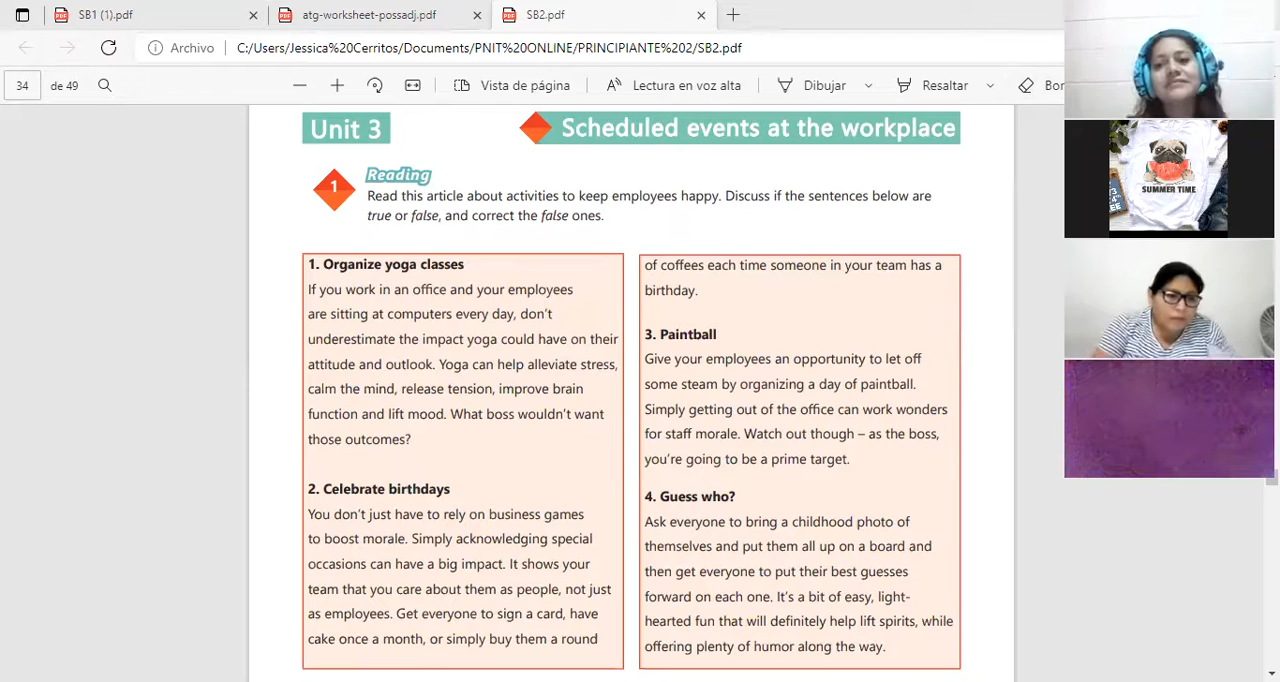 SB1 (1).pdf
atg-worksheet-possadj.pdf
SB2.pdf
Archivo
C:/Users/Jessica%20Cerritos/Documents/PNIT%20ONLINE/PRINCIPIANTE%202/SB2.pdf
34 de 49
Vista de página
Lectura en voz alta
Dibujar
Resaltar
Bor
Unit 3
Scheduled events at the workplace
1
Reading
Read this article about activities to keep employees happy. Discuss if the sentences below are
true or false, and correct the false ones.
1. Organize yoga classes
If you work in an office and your employees
are sitting at computers every day, don't
underestimate the impact yoga could have on their
attitude and outlook. Yoga can help alleviate stress,
calm the mind, release tension, improve brain
function and lift mood. What boss wouldn't want
those outcomes?
2. Celebrate birthdays
You don't just have to rely on business games
to boost morale. Simply acknowledging special
occasions can have a big impact. It shows your
team that you care about them as people, not just
as employees. Get everyone to sign a card, have
cake once a month, or simply buy them a round
of coffees each time someone in your team has a
birthday.
3. Paintball
Give your employees an opportunity to let off
some steam by organizing a day of paintball.
Simply getting out of the office can work wonders
for staff morale. Watch out though – as the boss,
you're going to be a prime target.
4. Guess who?
Ask everyone to bring a childhood photo of
themselves and put them all up on a board and
then get everyone to put their best guesses
forward on each one. It's a bit of easy, light-
hearted fun that will definitely help lift spirits, while
offering plenty of humor along the way.
SUMMER TIME